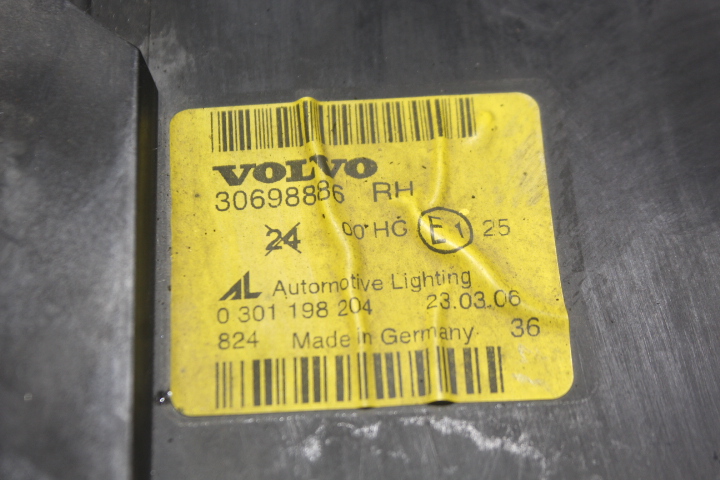 VOLVO
30698886 RH
24 00° HG E1 25
AL Automotive Lighting
0 301 198 204 23.03.06
824 Made in Germany 36